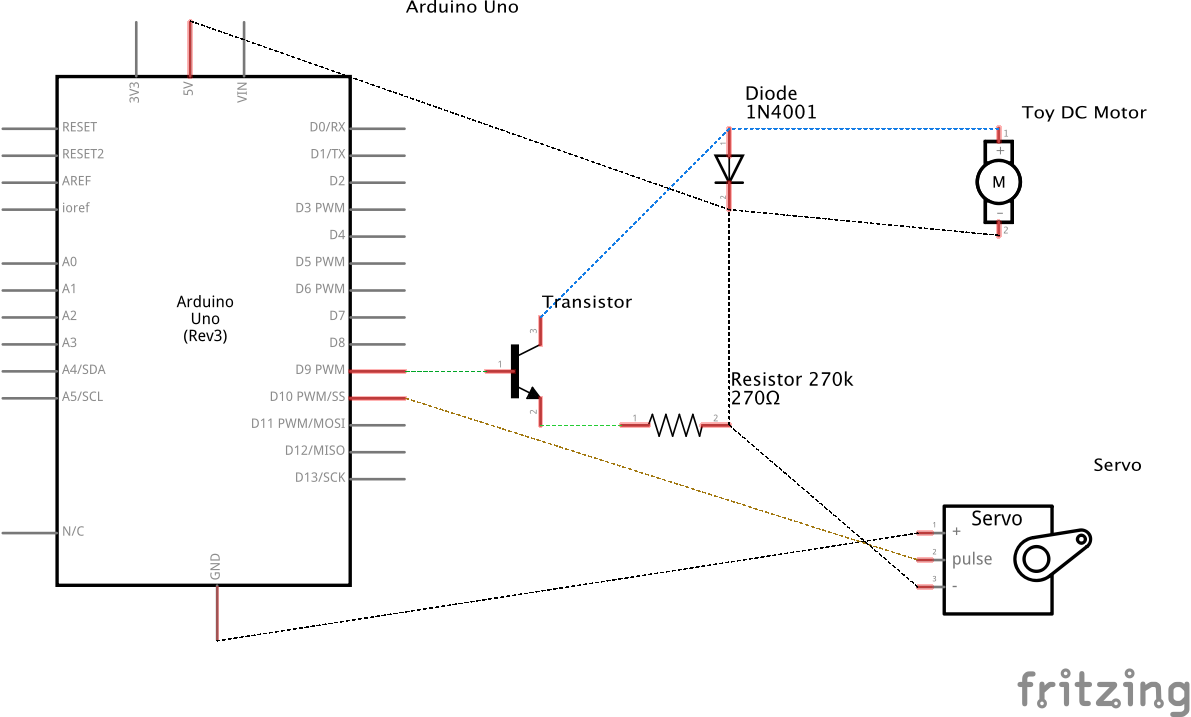 Arduino Uno
3V3
5V
VIN
RESET
RESET2
AREF
ioref
A0
A1
A2
A3
A4/SDA
A5/SCL
N/C
GND
Arduino
Uno
(Rev3)
D0/RX
D1/TX
D2
D3 PWM
D4
D5 PWM
D6 PWM
D7
D8
D9 PWM
D10 PWM/SS
D11 PWM/MOSI
D12/MISO
D13/SCK
Diode
1N4001
1
2
Toy DC Motor
1
+
M
−
2
Transistor
3
1
2
Resistor 270k
270Ω
1
2
Servo
Servo
1
+
2
pulse
3
-
fritzing